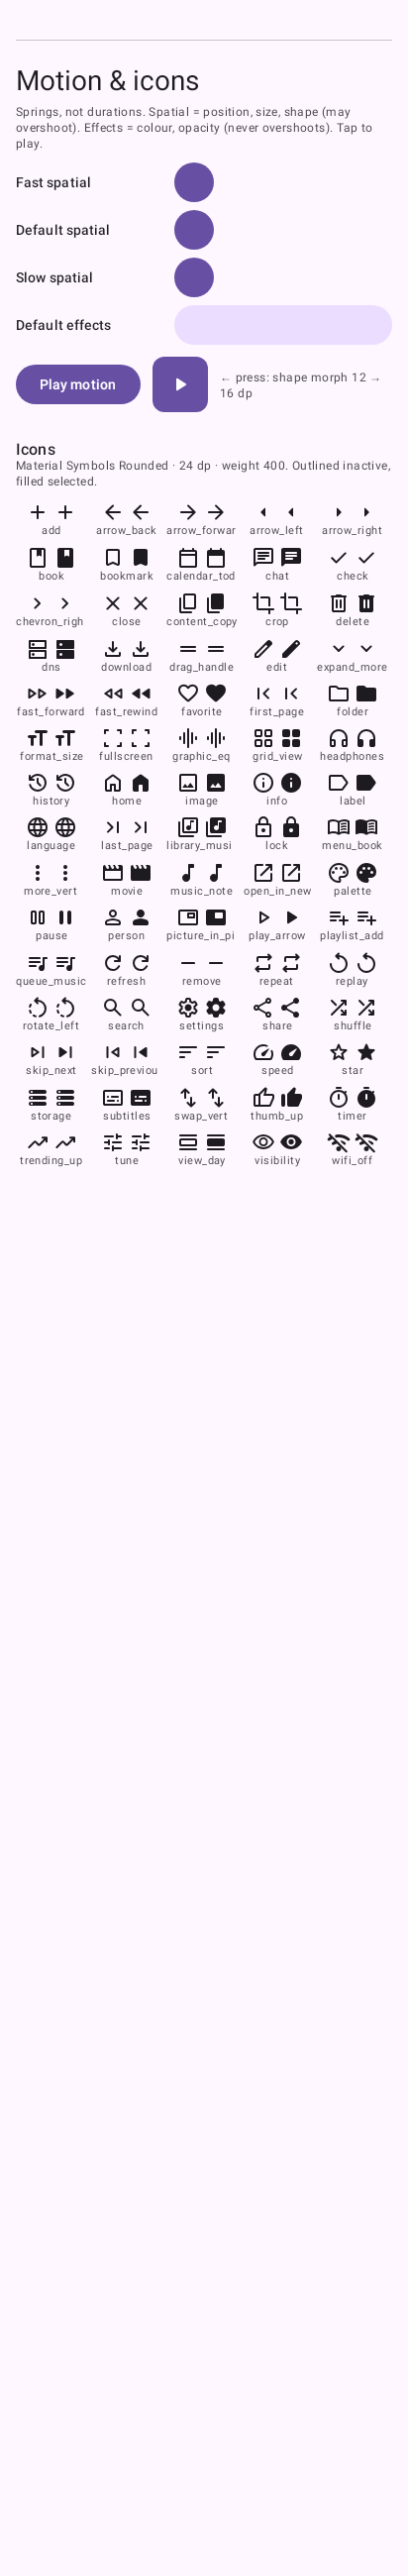 Motion & icons
Springs, not durations. Spatial = position, size, shape (may
overshoot). Effects = colour, opacity (never overshoots). Tap to
play.
Fast spatial
Default spatial
Slow spatial
Default effects
Play motion
← press: shape morph 12 →
16 dp
Icons
Material Symbols Rounded · 24 dp · weight 400. Outlined inactive,
filled selected.
add arrow_back arrow_forwar arrow_left arrow_right
book bookmark calendar_tod chat check
chevron_righ close content_copy crop delete
dns download drag_handle edit expand_more
fast_forward fast_rewind favorite first_page folder
format_size fullscreen graphic_eq grid_view headphones
history home image info label
language last_page library_musi lock menu_book
more_vert movie music_note open_in_new palette
pause person picture_in_pi play_arrow playlist_add
queue_music refresh remove repeat replay
rotate_left search settings share shuffle
skip_next skip_previou sort speed star
storage subtitles swap_vert thumb_up timer
trending_up tune view_day visibility wifi_off